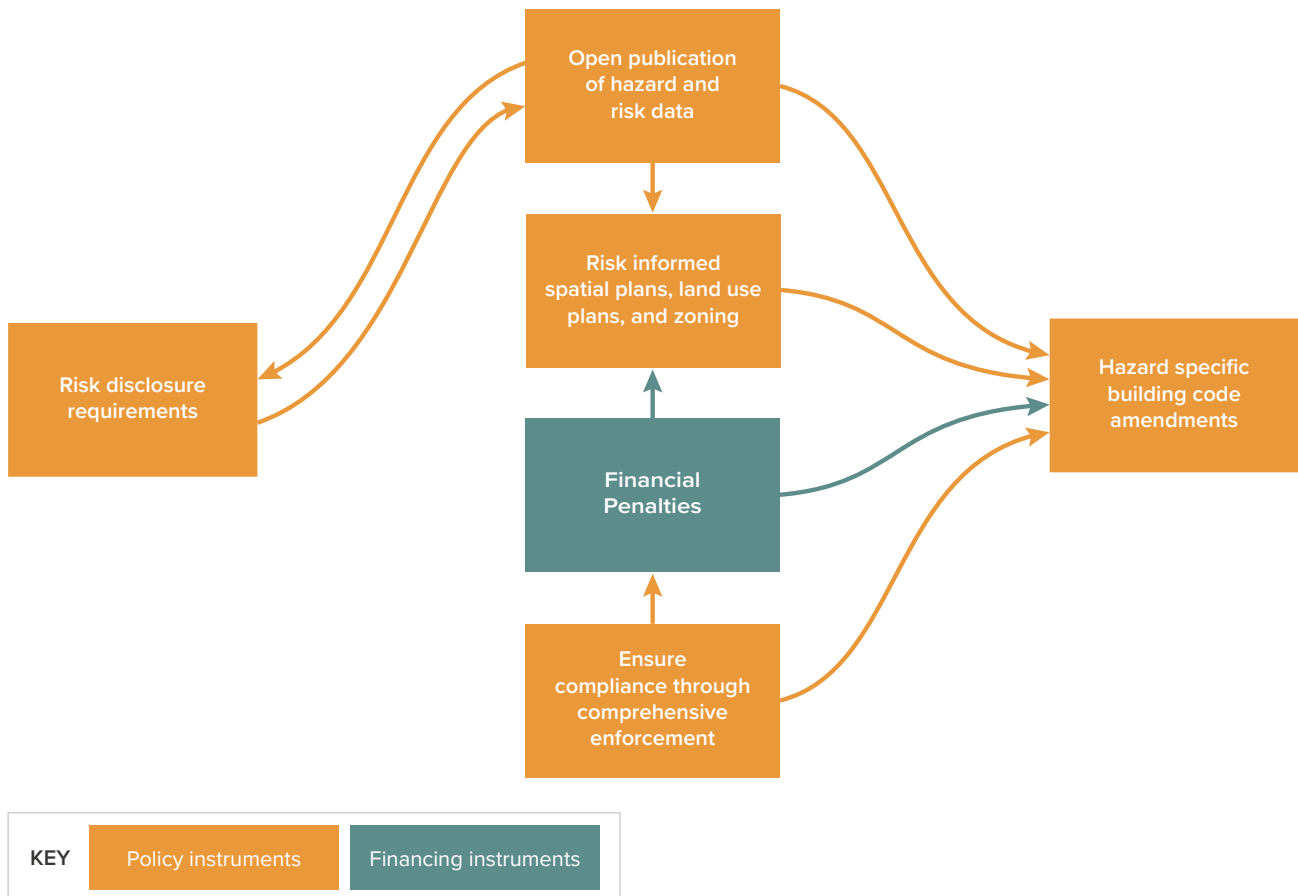 Open publication
of hazard and
risk data
Risk informed
spatial plans, land use
plans, and zoning
Risk disclosure
requirements
Hazard specific
building code
amendments
Financial
Penalties
Ensure
compliance through
comprehensive
enforcement
KEY
Policy instruments
Financing instruments